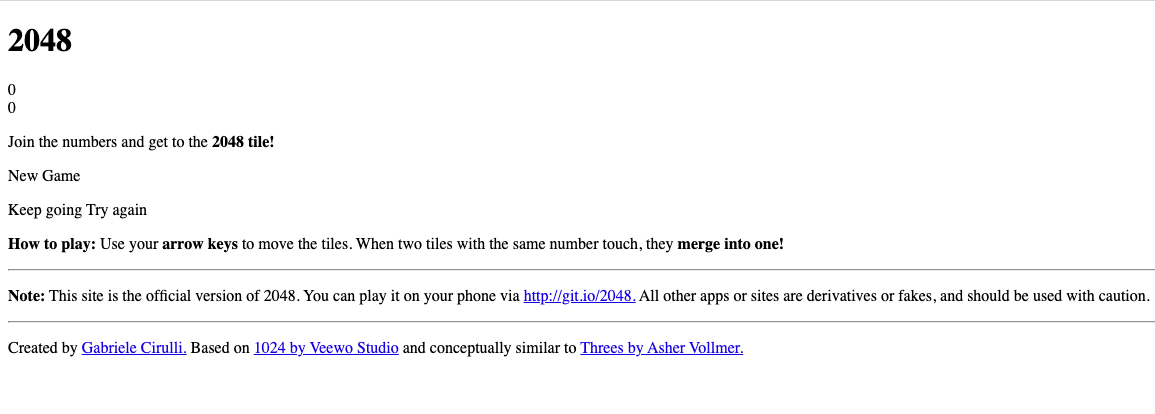 2048
0
0
Join the numbers and get to the 2048 tile!
New Game
Keep going Try again
How to play: Use your arrow keys to move the tiles. When two tiles with the same number touch, they merge into one!
Note: This site is the official version of 2048. You can play it on your phone via http://git.io/2048. All other apps or sites are derivatives or fakes, and should be used with caution.
Created by Gabriele Cirulli. Based on 1024 by Veewo Studio and conceptually similar to Threes by Asher Vollmer.